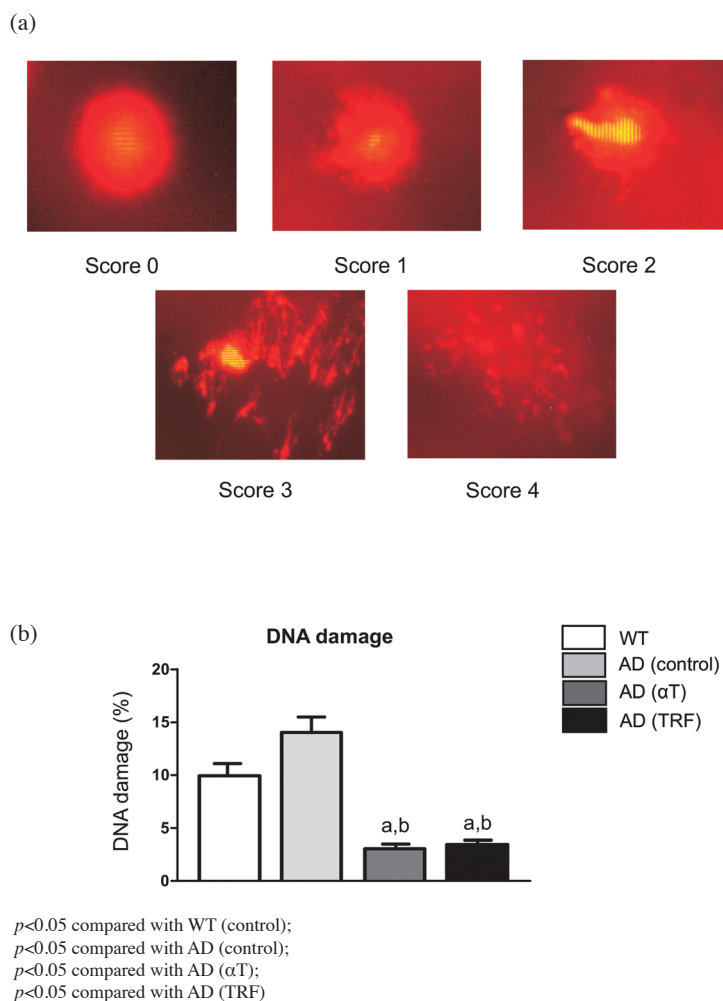 (a)
Score 0
Score 1
Score 2
Score 3
Score 4
(b)
DNA damage
WT
AD (control)
AD (αT)
AD (TRF)
DNA damage (%)
20
15
10
5
0
a,b
a,b
p<0.05 compared with WT (control);
p<0.05 compared with AD (control);
p<0.05 compared with AD (αT);
p<0.05 compared with AD (TRF)